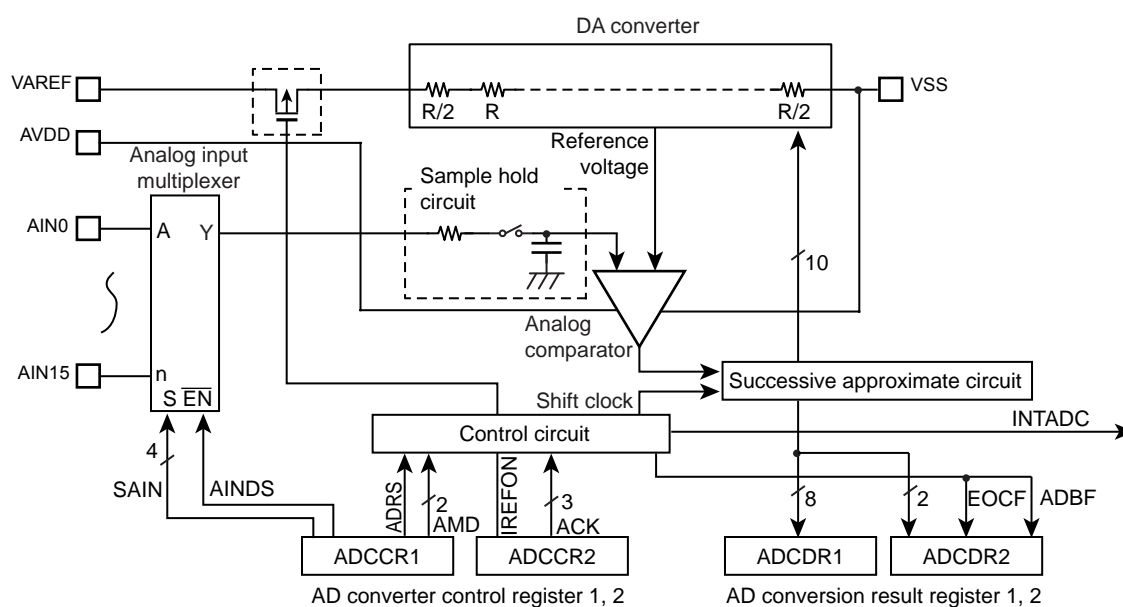 DA converter
VAREF
R/2
R
R/2
VSS
AVDD
Analog input
multiplexer
Reference
voltage
Sample hold
circuit
AIN0
A
Y
10
Analog
comparator
AIN15
n
S EN
Successive approximate circuit
Shift clock
Control circuit
INTADC
4
SAIN
AINDS
ADRS
2
AMD
IREFON
3
ACK
8
2
EOCF
ADBF
ADCCR1
ADCCR2
ADCDR1
ADCDR2
AD converter control register 1, 2
AD conversion result register 1, 2